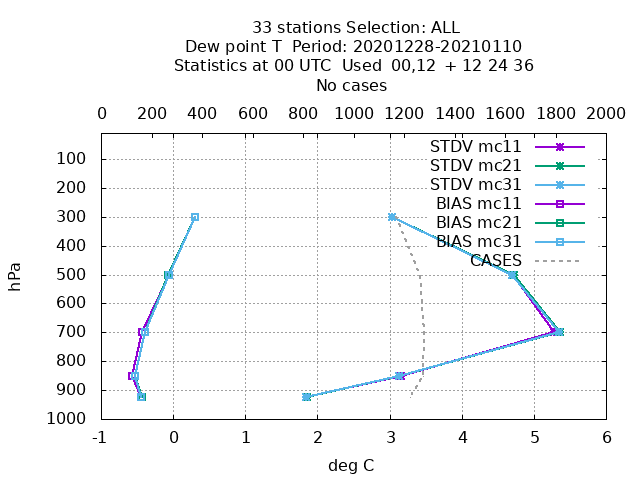 33 stations Selection: ALL
Dew point T  Period: 20201228-20210110
Statistics at 00 UTC  Used  00,12  + 12 24 36
No cases
0 200 400 600 800 1000 1200 1400 1600 1800 2000
STDV mc11
STDV mc21
STDV mc31
BIAS mc11
BIAS mc21
BIAS mc31
CASES
100
200
300
400
500
600
700
800
900
1000
hPa
-1 0 1 2 3 4 5 6
deg C